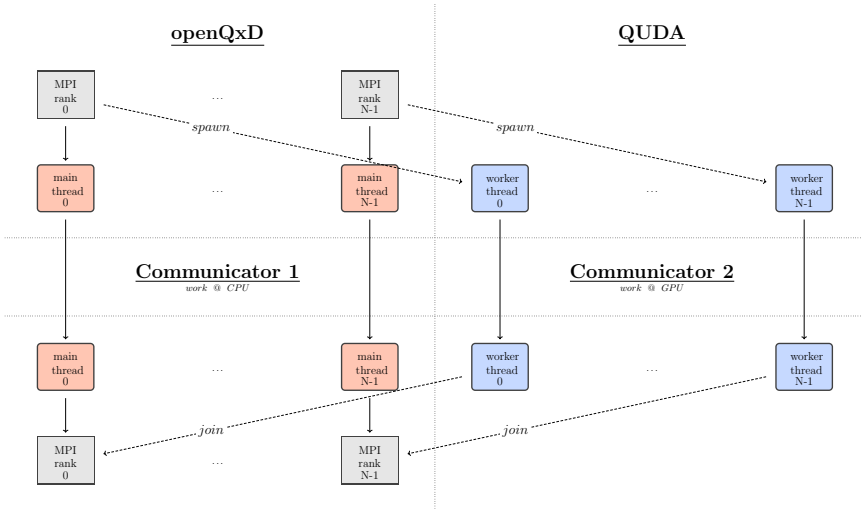 openQxD
QUDA
MPI
rank
0
...
MPI
rank
N-1
spawn
spawn
main
thread
0
...
main
thread
N-1
worker
thread
0
...
worker
thread
N-1
Communicator 1
work @ CPU
Communicator 2
work @ GPU
main
thread
0
...
main
thread
N-1
worker
thread
0
...
worker
thread
N-1
join
join
MPI
rank
0
...
MPI
rank
N-1